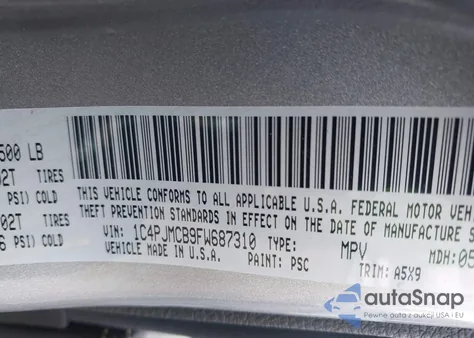 500 LB
02T TIRES
PSI) COLD
02T TIRES
6 PSI) COLD
THIS VEHICLE CONFORMS TO ALL APPLICABLE U.S.A. FEDERAL MOTOR VEH
THEFT PREVENTION STANDARDS IN EFFECT ON THE DATE OF MANUFACTURE S
VIN: 1C4PJMCB9FW687310 TYPE: MPV MDH: 05
VEHICLE MADE IN U.S.A. PAINT: PSC TRIM: A5X9
autoSnap
Pewne auta z aukcji USA i EU